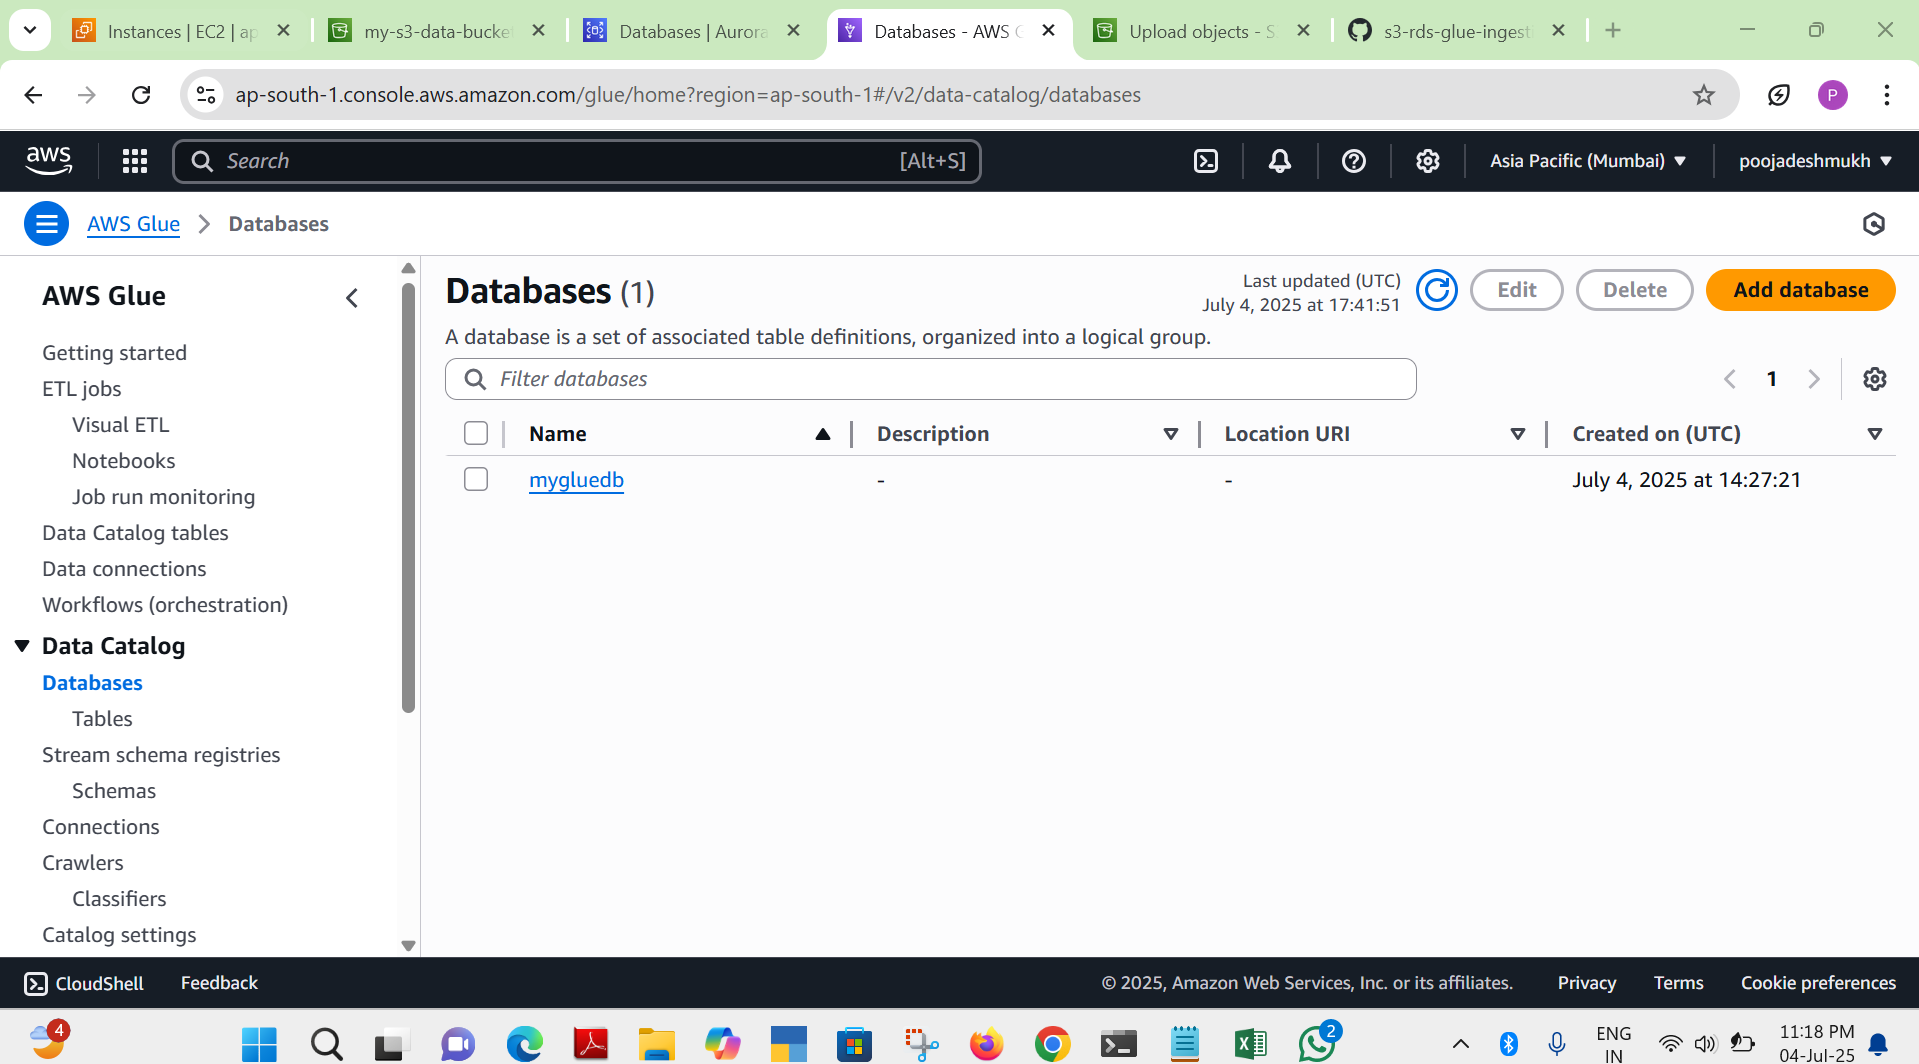 Instances | EC2 | ap
my-s3-data-bucket
Databases | Aurora
Databases - AWS G
Upload objects - S
s3-rds-glue-ingesti
ap-south-1.console.aws.amazon.com/glue/home?region=ap-south-1#/v2/data-catalog/databases
P
aws
Search
[Alt+S]
Asia Pacific (Mumbai)
poojadeshmukh
AWS Glue
Databases
AWS Glue
Getting started
ETL jobs
Visual ETL
Notebooks
Job run monitoring
Data Catalog tables
Data connections
Workflows (orchestration)
Data Catalog
Databases
Tables
Stream schema registries
Schemas
Connections
Crawlers
Classifiers
Catalog settings
Databases (1)
Last updated (UTC)
July 4, 2025 at 17:41:51
Edit
Delete
Add database
A database is a set of associated table definitions, organized into a logical group.
Filter databases
1
Name
Description
Location URI
Created on (UTC)
mygluedb
-
-
July 4, 2025 at 14:27:21
CloudShell
Feedback
© 2025, Amazon Web Services, Inc. or its affiliates.
Privacy
Terms
Cookie preferences
4
2
ENG
IN
11:18 PM
04-Jul-25